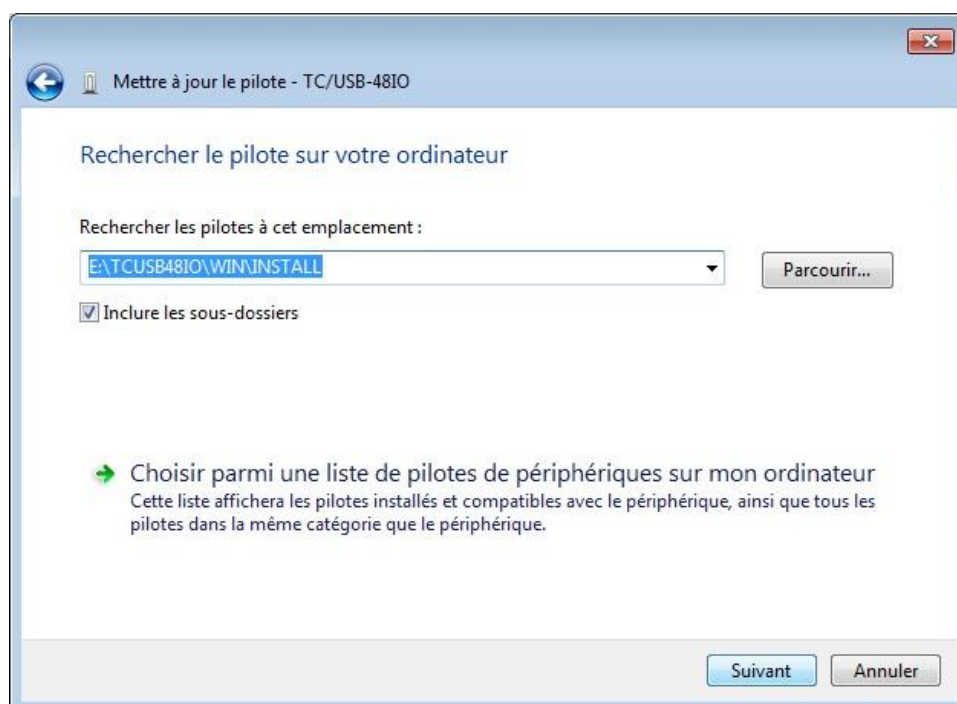 Mettre à jour le pilote - TC/USB-48IO
Rechercher le pilote sur votre ordinateur
Rechercher les pilotes à cet emplacement :
E:\TCUSB48IO\WIN\INSTALL
Parcourir...
Inclure les sous-dossiers
Choisir parmi une liste de pilotes de périphériques sur mon ordinateur
Cette liste affichera les pilotes installés et compatibles avec le périphérique, ainsi que tous les
pilotes dans la même catégorie que le périphérique.
Suivant
Annuler